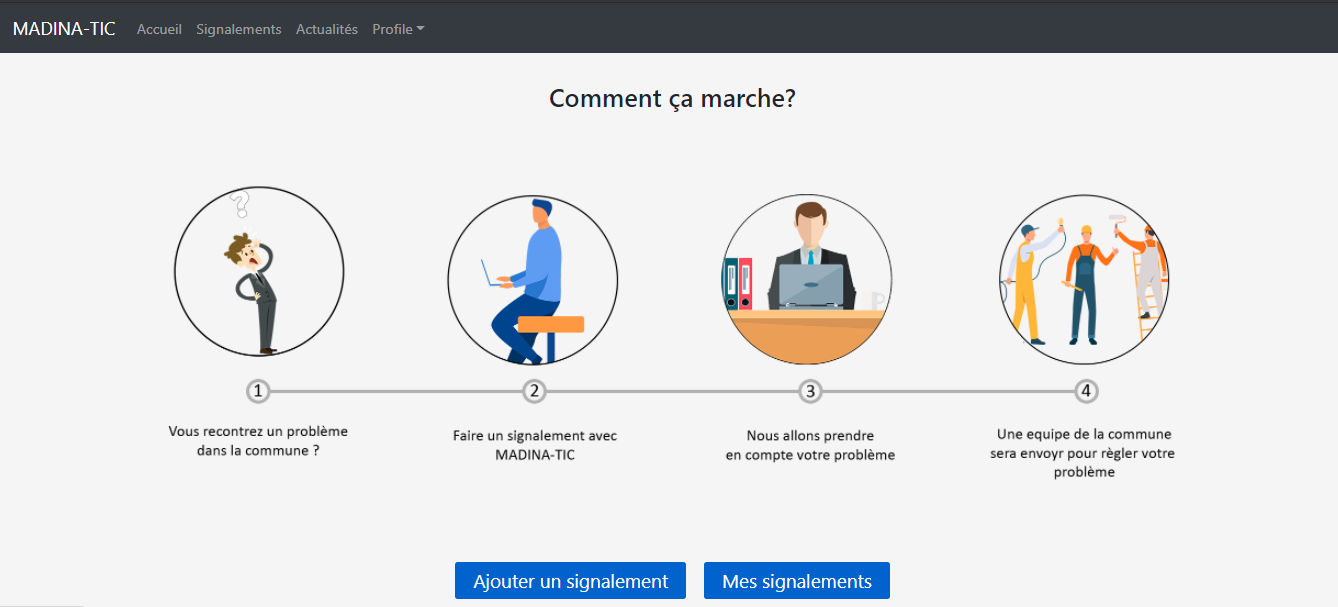 MADINA-TIC Accueil Signalements Actualités Profile
Comment ça marche?
?
1 2 3 4
Vous recontrez un problème
dans la commune ?
Faire un signalement avec
MADINA-TIC
Nous allons prendre
en compte votre problème
Une equipe de la commune
sera envoyr pour règler votre
problème
Ajouter un signalement
Mes signalements